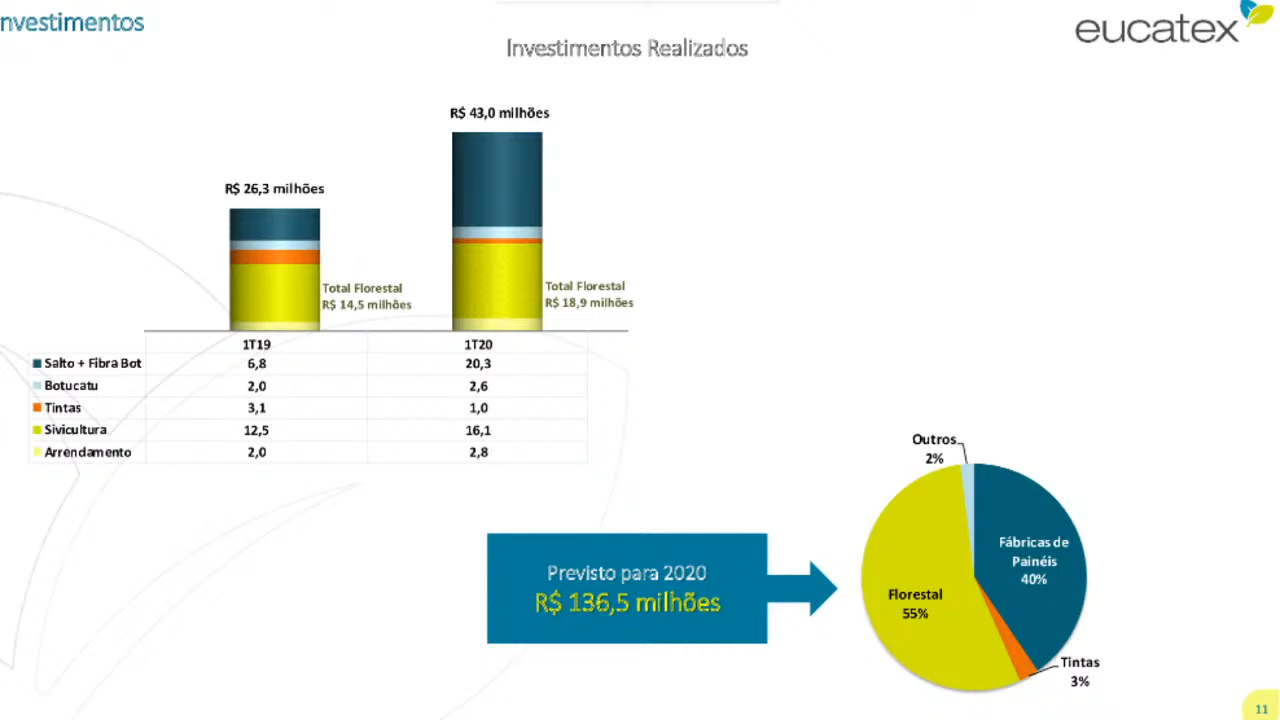 nvestimentos
eucatex
Investimentos Realizados
R$ 43,0 milhões
R$ 26,3 milhões
Total Florestal
R$ 14,5 milhões
Total Florestal
R$ 18,9 milhões
1T19 1T20
Salto + Fibra Bot 6,8 20,3
Botucatu 2,0 2,6
Tintas 3,1 1,0
Sivicultura 12,5 16,1
Arrendamento 2,0 2,8
Outros
2%
Fábricas de
Painéis
40%
Florestal
55%
Tintas
3%
Previsto para 2020
R$ 136,5 milhões
11